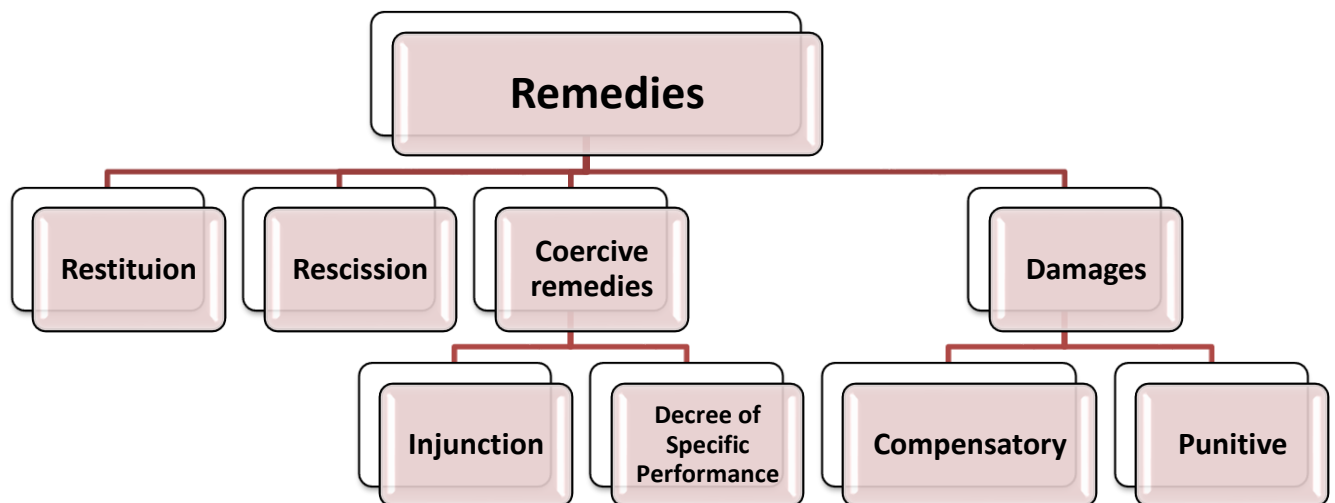 Remedies
Restituion
Rescission
Coercive
remedies
Damages
Injunction
Decree of
Specific
Performance
Compensatory
Punitive